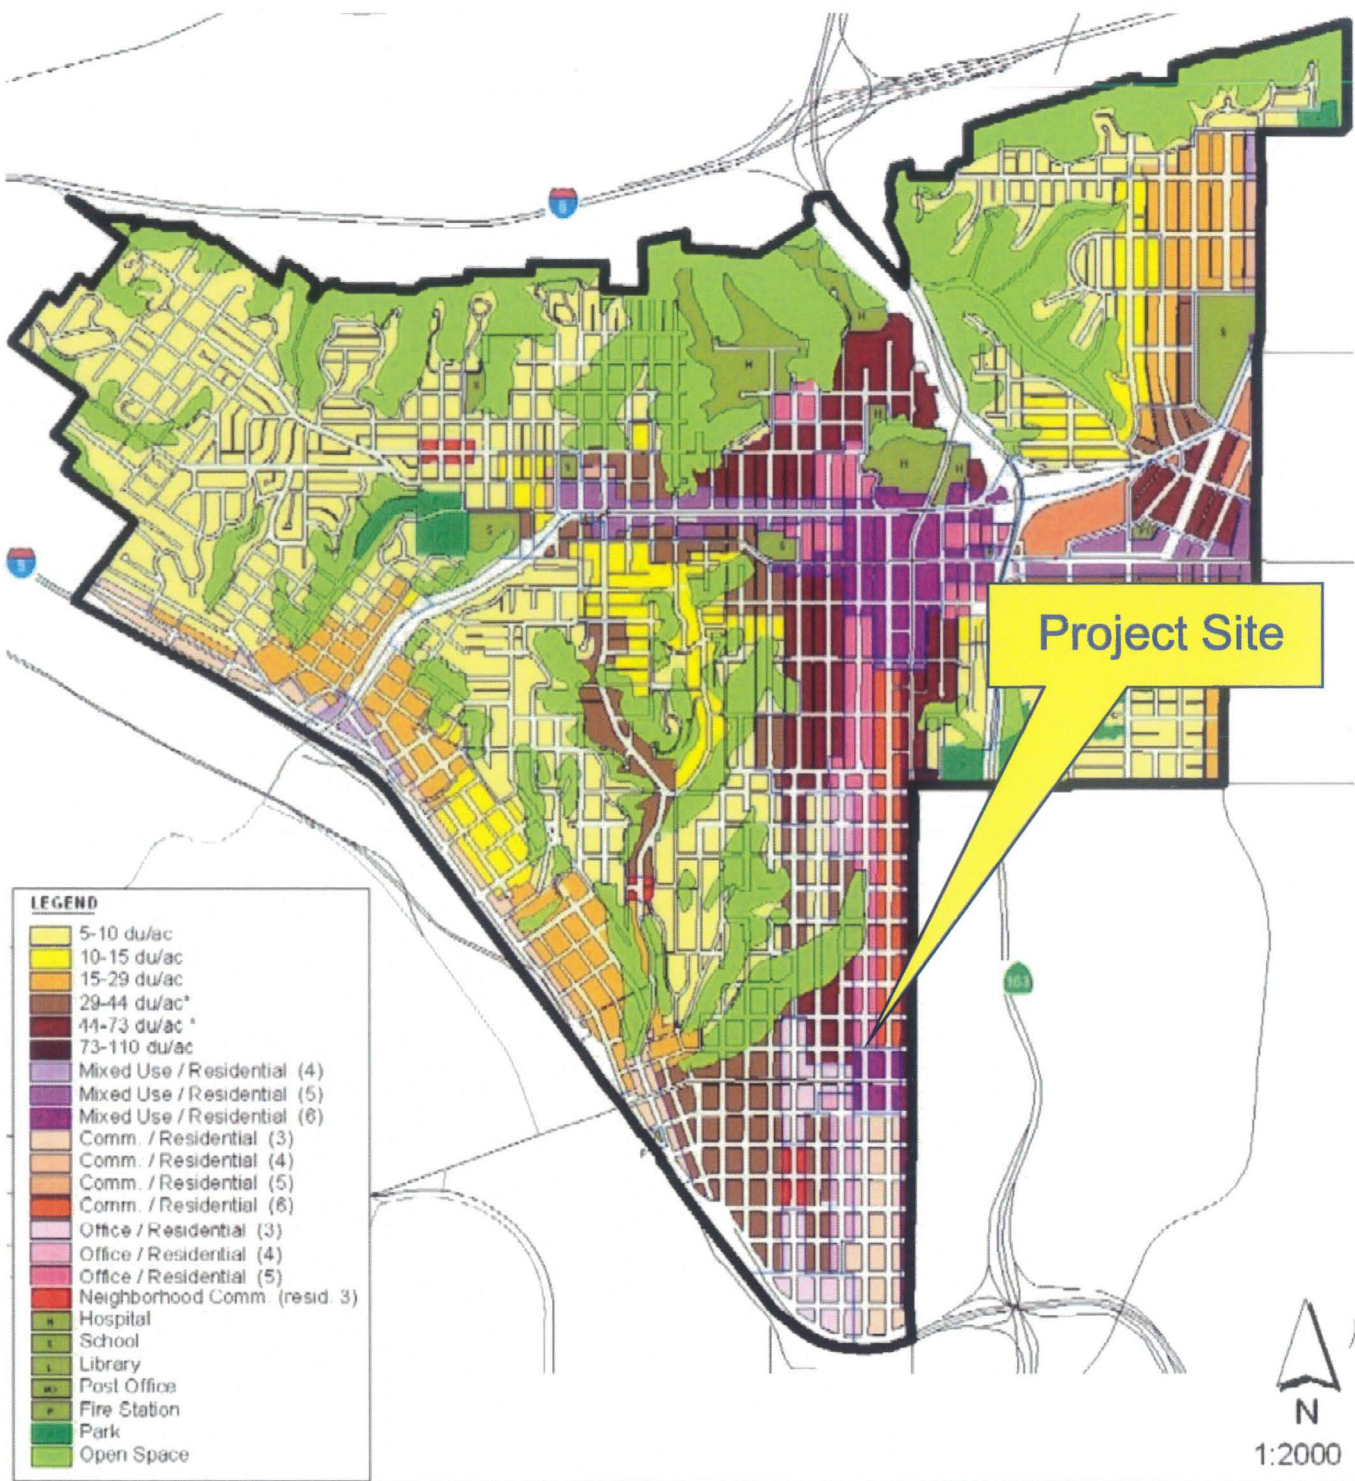 8
5
Project Site
163
LEGEND
5-10 du/ac
10-15 du/ac
15-29 du/ac
29-44 du/ac*
44-73 du/ac *
73-110 du/ac
Mixed Use / Residential (4)
Mixed Use / Residential (5)
Mixed Use / Residential (6)
Comm. / Residential (3)
Comm. / Residential (4)
Comm. / Residential (5)
Comm. / Residential (6)
Office / Residential (3)
Office / Residential (4)
Office / Residential (5)
Neighborhood Comm. (resid. 3)
H Hospital
School
L Library
Post Office
Fire Station
Park
Open Space
N
1:2000